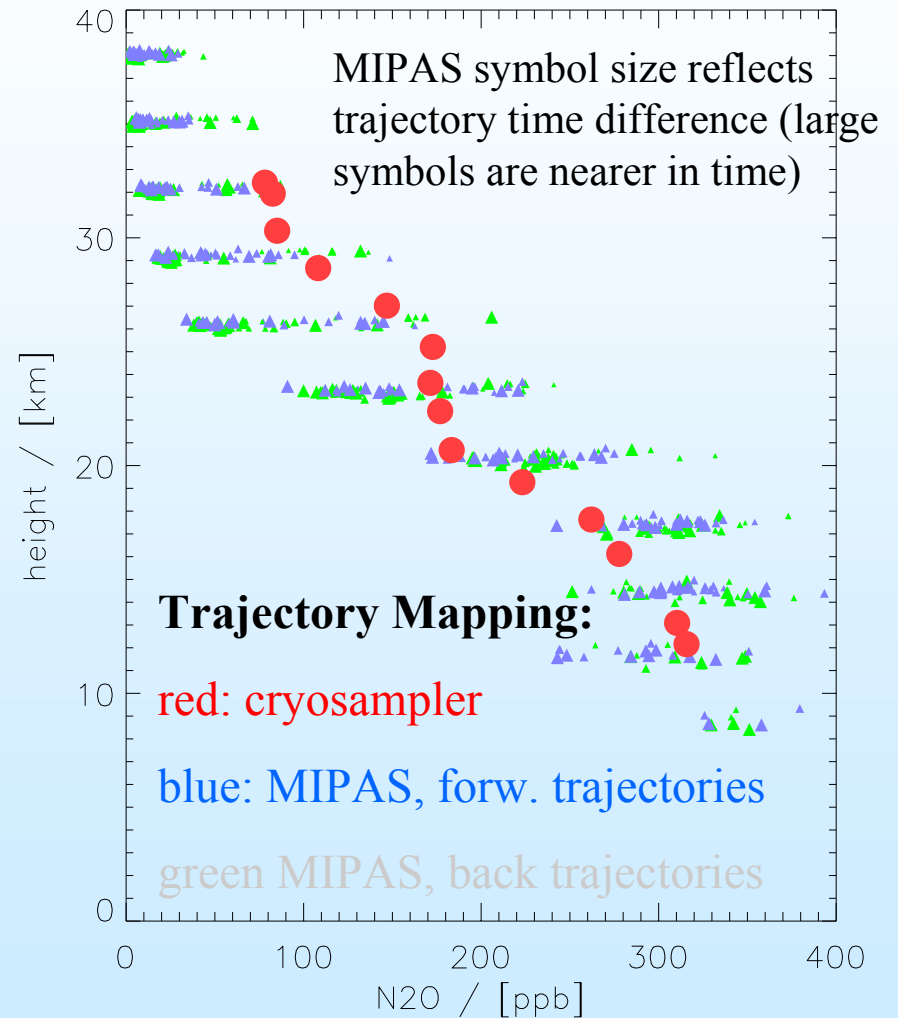 40
MIPAS symbol size reflects
trajectory time difference (large
symbols are nearer in time)
30
height / [km]
20
Trajectory Mapping:
10
red: cryosampler
blue: MIPAS, forw. trajectories
green MIPAS, back trajectories
0
0 100 200 300 400
N2O / [ppb]